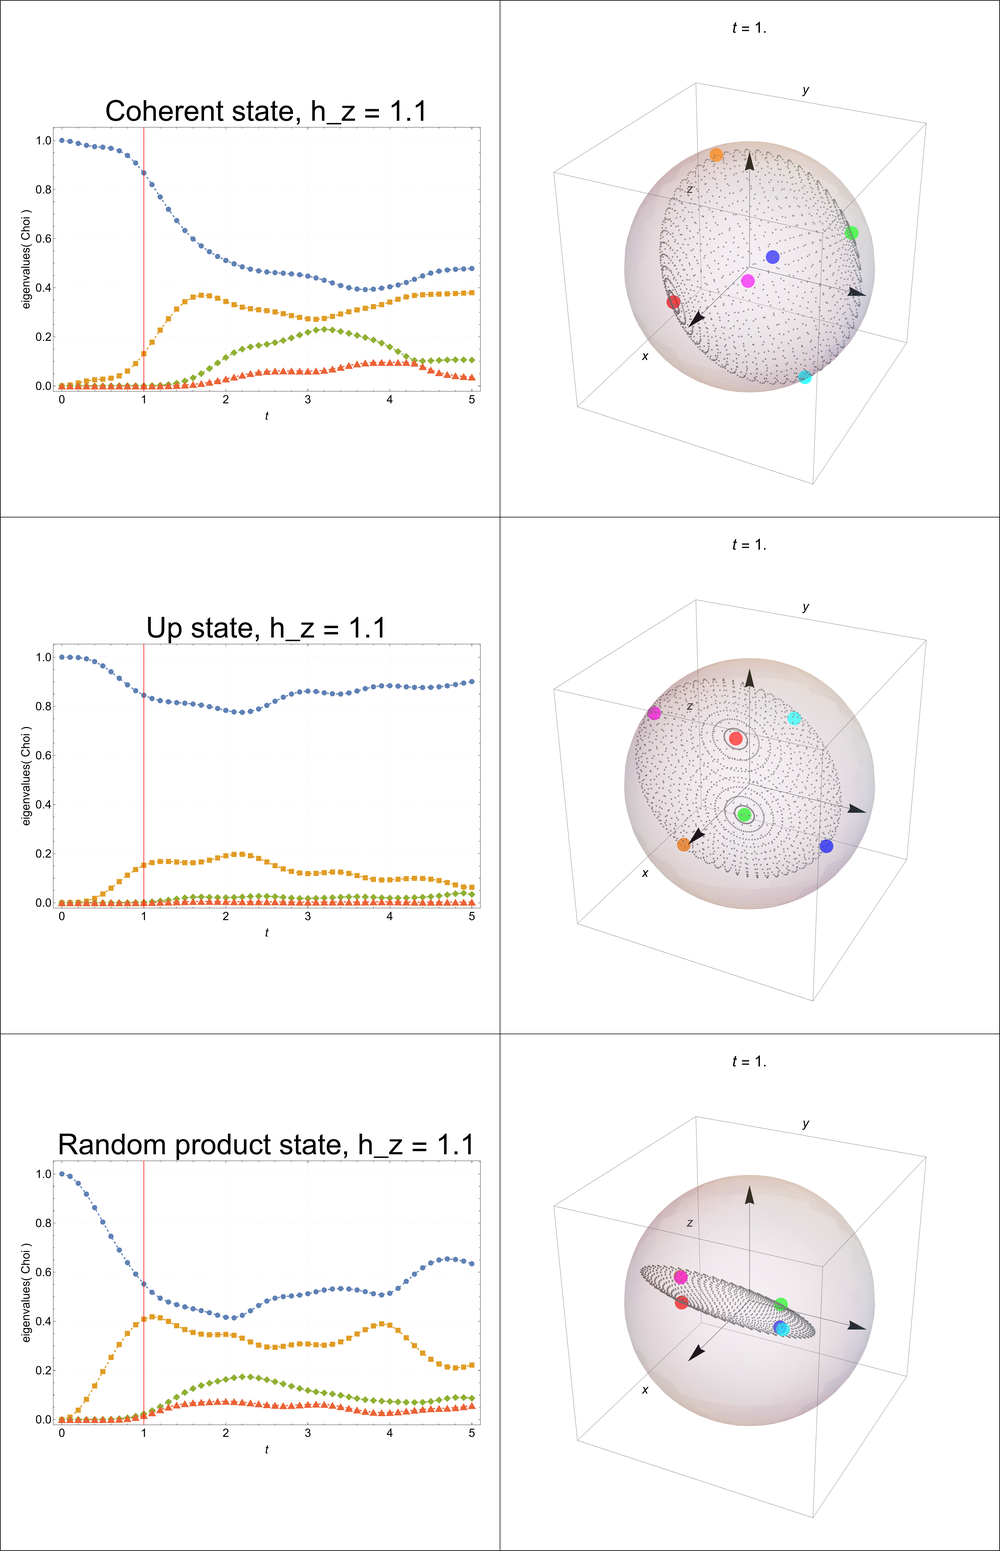 Coherent state, h_z = 1.1
eigenvalues( Choi )
1.0
0.8
0.6
0.4
0.2
0.0
0 1 2 3 4 5
t
t = 1.
y
z
x
Up state, h_z = 1.1
eigenvalues( Choi )
1.0
0.8
0.6
0.4
0.2
0.0
0 1 2 3 4 5
t
t = 1.
y
z
x
Random product state, h_z = 1.1
eigenvalues( Choi )
1.0
0.8
0.6
0.4
0.2
0.0
0 1 2 3 4 5
t
t = 1.
y
z
x